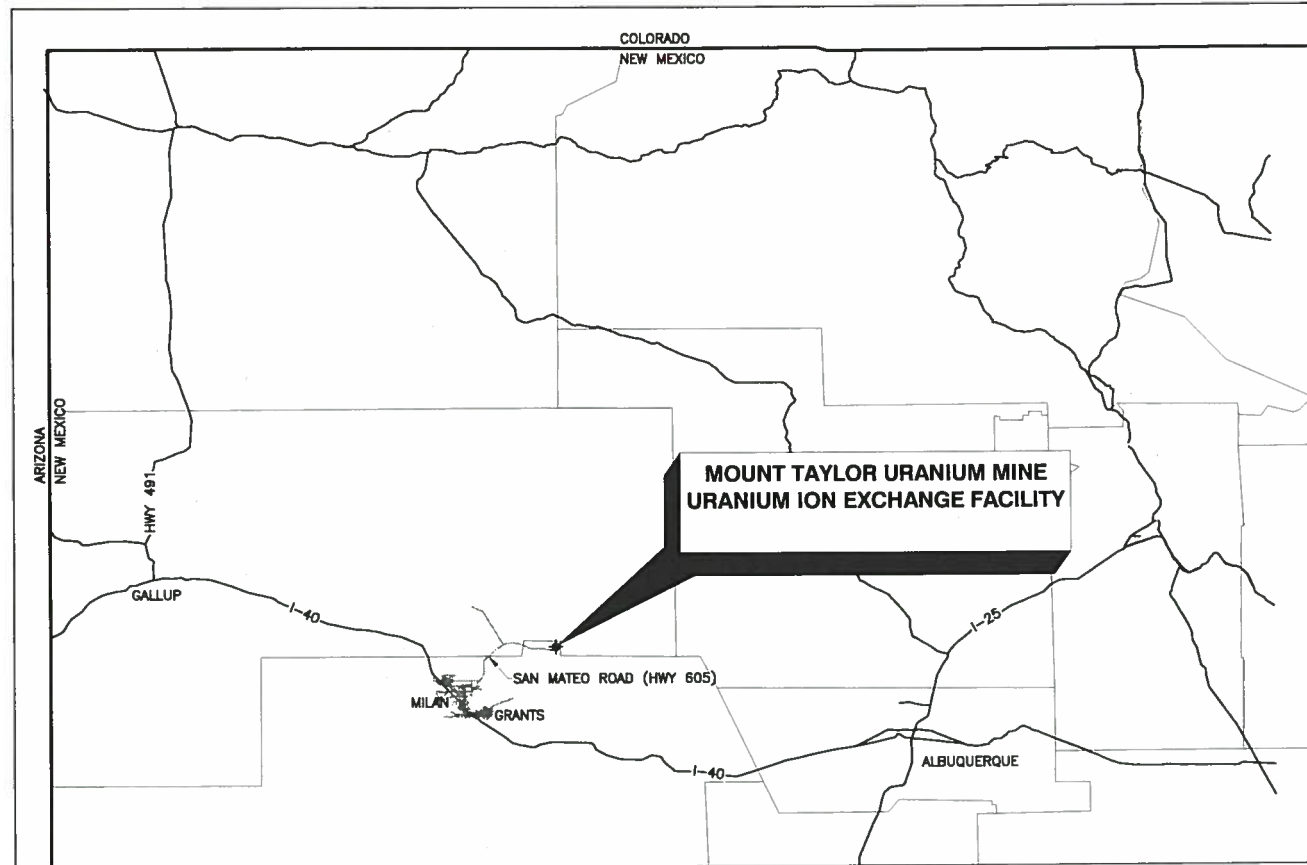 COLORADO
NEW MEXICO
ARIZONA
NEW MEXICO
HWY 491
MOUNT TAYLOR URANIUM MINE
URANIUM ION EXCHANGE FACILITY
GALLUP
I-40
I-25
SAN MATEO ROAD (HWY 605)
MILAN
GRANTS
I-40
ALBUQUERQUE